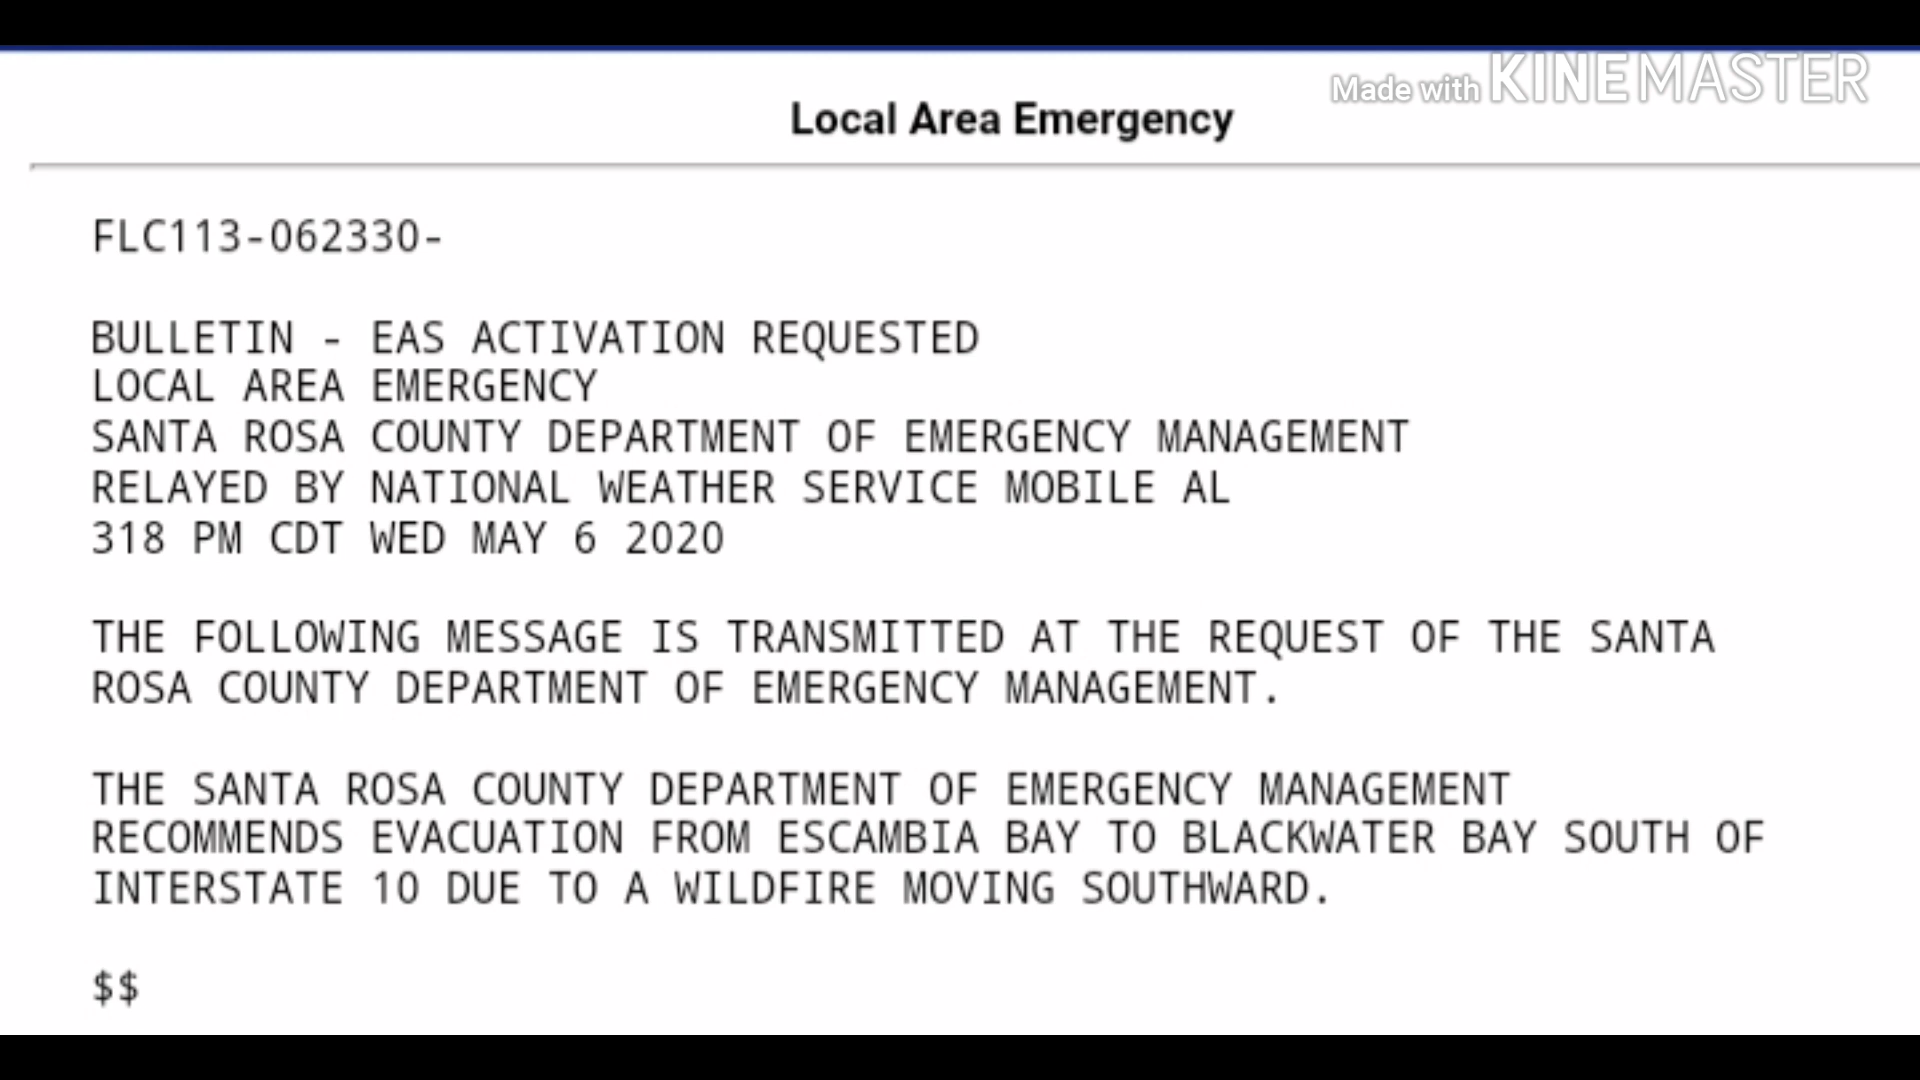 Made with KINEMASTER
Local Area Emergency
FLC113-062330-
BULLETIN - EAS ACTIVATION REQUESTED
LOCAL AREA EMERGENCY
SANTA ROSA COUNTY DEPARTMENT OF EMERGENCY MANAGEMENT
RELAYED BY NATIONAL WEATHER SERVICE MOBILE AL
318 PM CDT WED MAY 6 2020
THE FOLLOWING MESSAGE IS TRANSMITTED AT THE REQUEST OF THE SANTA
ROSA COUNTY DEPARTMENT OF EMERGENCY MANAGEMENT.
THE SANTA ROSA COUNTY DEPARTMENT OF EMERGENCY MANAGEMENT
RECOMMENDS EVACUATION FROM ESCAMBIA BAY TO BLACKWATER BAY SOUTH OF
INTERSTATE 10 DUE TO A WILDFIRE MOVING SOUTHWARD.
$$